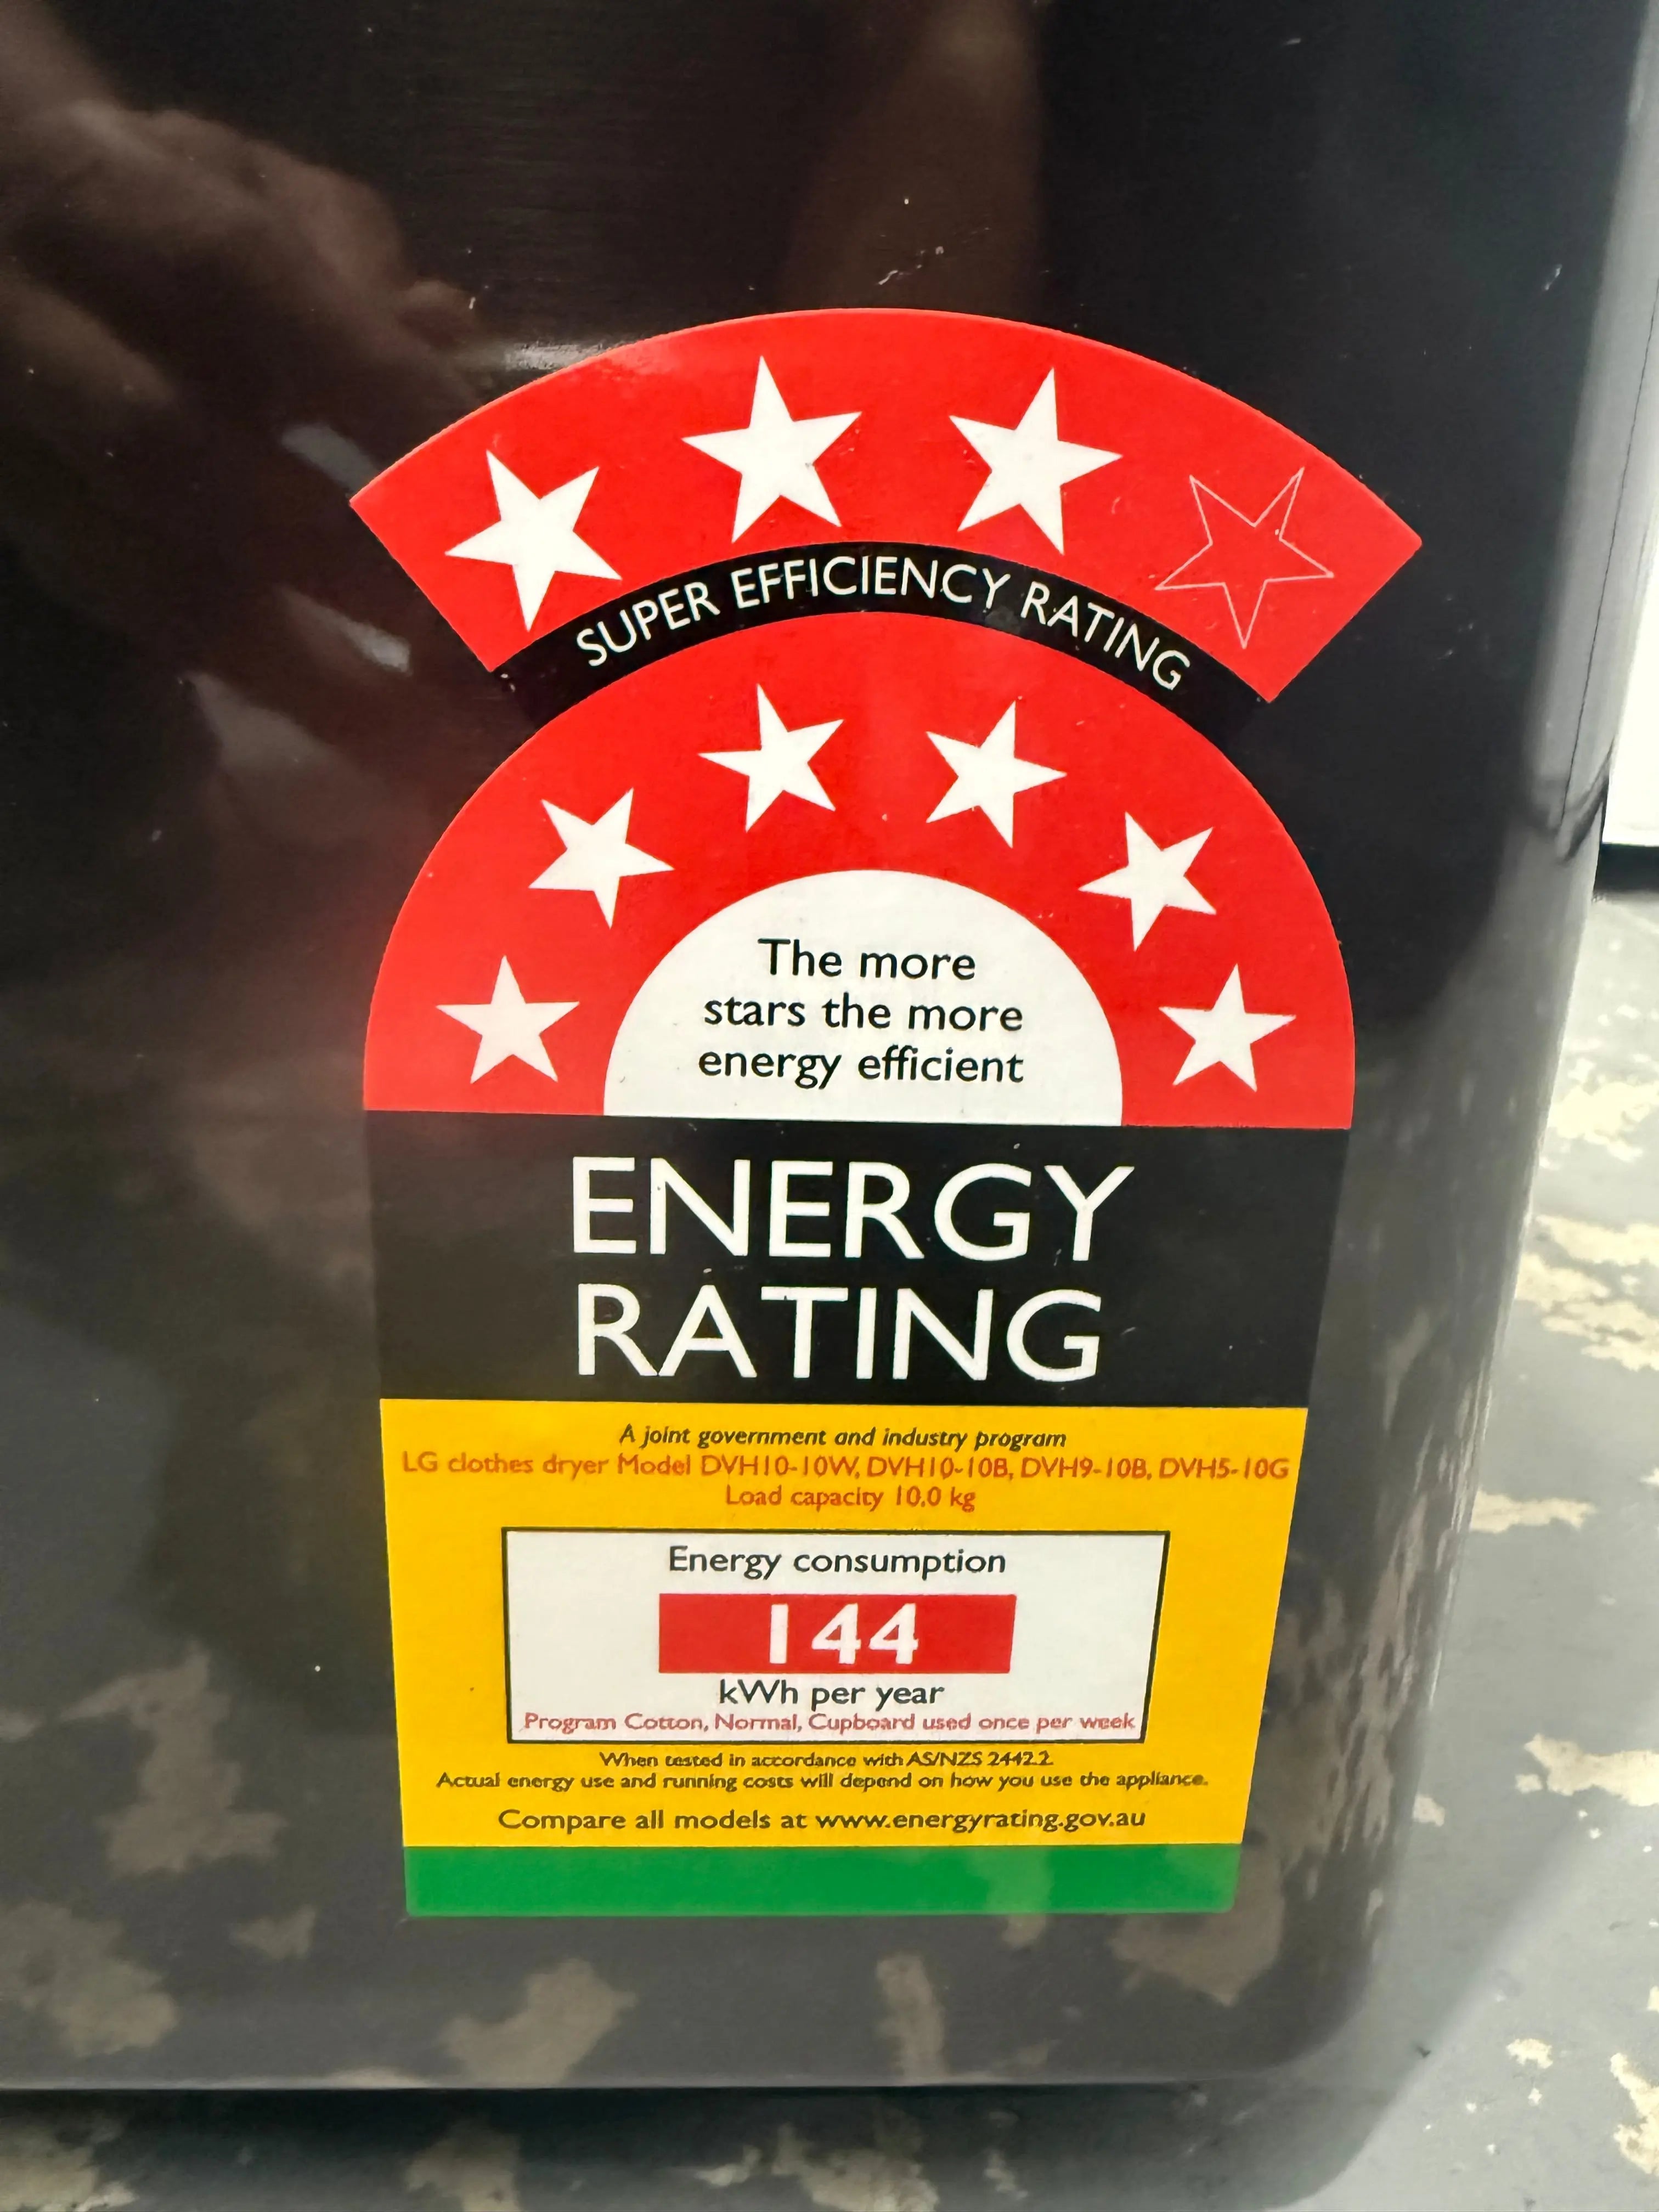 SUPER EFFICIENCY RATING
The more
stars the more
energy efficient
ENERGY
RATING
A joint government and industry program
LG clothes dryer Model DVH10-10W, DVH10-10B, DVH9-10B, DVH5-10G
Load capacity 10.0 kg
Energy consumption
144
kWh per year
Program Cotton, Normal, Cupboard used once per week
When tested in accordance with AS/NZS 2442.2
Actual energy use and running costs will depend on how you use the appliance.
Compare all models at www.energyrating.gov.au